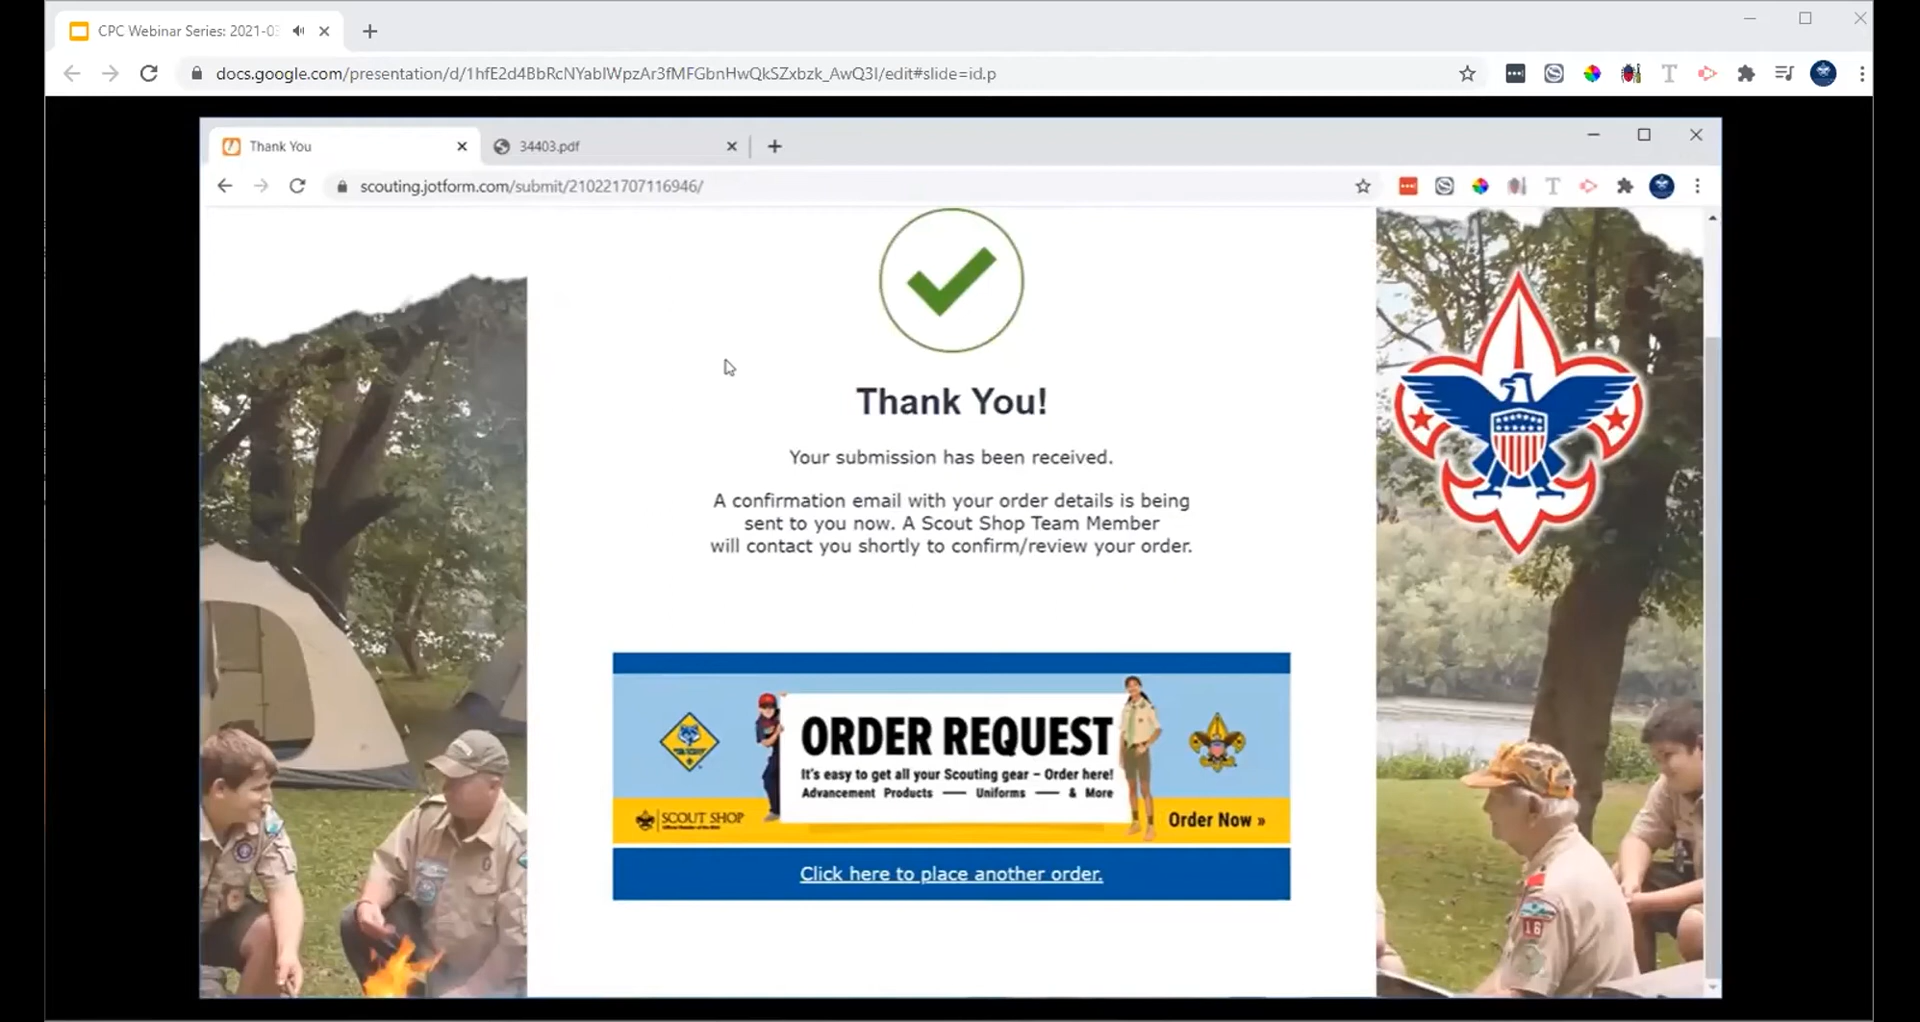 CPC Webinar Series: 2021-0
docs.google.com/presentation/d/1hfE2d4BbRcNYablWpzAr3fMFGbnHwQkSZxbzk_AwQ3I/edit#slide=id.p
Thank You
34403.pdf
scouting.jotform.com/submit/210221707116946/
Thank You!
Your submission has been received.
A confirmation email with your order details is being
sent to you now. A Scout Shop Team Member
will contact you shortly to confirm/review your order.
ORDER REQUEST
It's easy to get all your Scouting gear – Order here!
Advancement Products — Uniforms — & More
SCOUT SHOP
Order Now »
Click here to place another order.
16